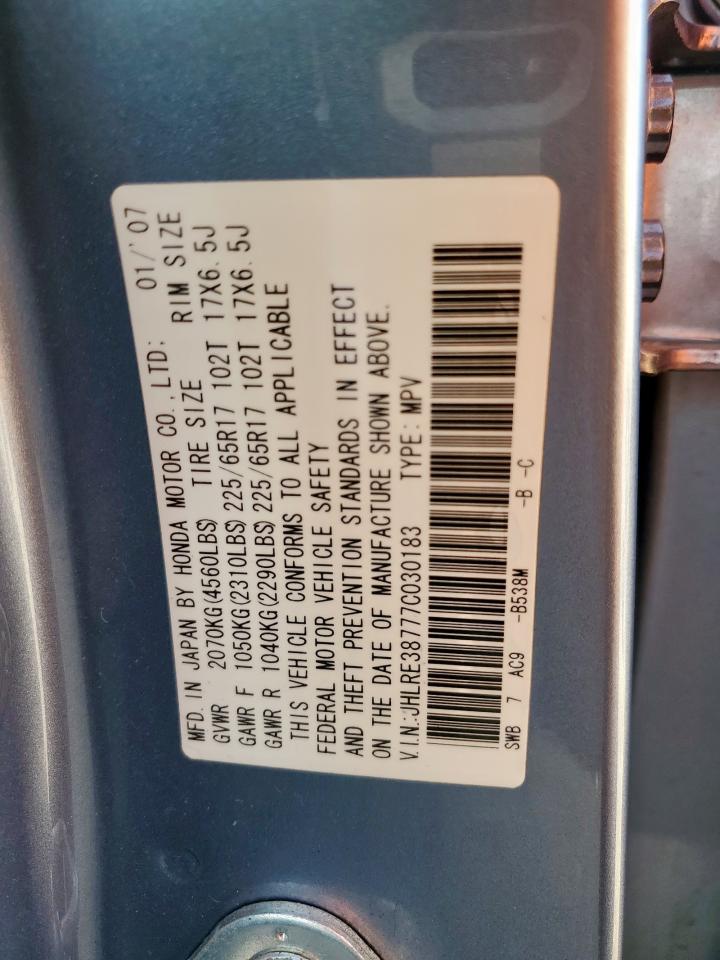 MFD. IN JAPAN BY HONDA MOTOR CO., LTD: 01/'07
GVWR 2070KG(4560LBS) TIRE SIZE RIM SIZE
GAWR F 1050KG(2310LBS) 225/65R17 102T 17X6. 5J
GAWR R 1040KG(2290LBS) 225/65R17 102T 17X6. 5J
THIS VEHICLE CONFORMS TO ALL APPLICABLE
FEDERAL MOTOR VEHICLE SAFETY
AND THEFT PREVENTION STANDARDS IN EFFECT
ON THE DATE OF MANUFACTURE SHOWN ABOVE.
V.I.N.:JHLRE38777C030183 TYPE: MPV
SWB 7 AC9 -B538M -B -C